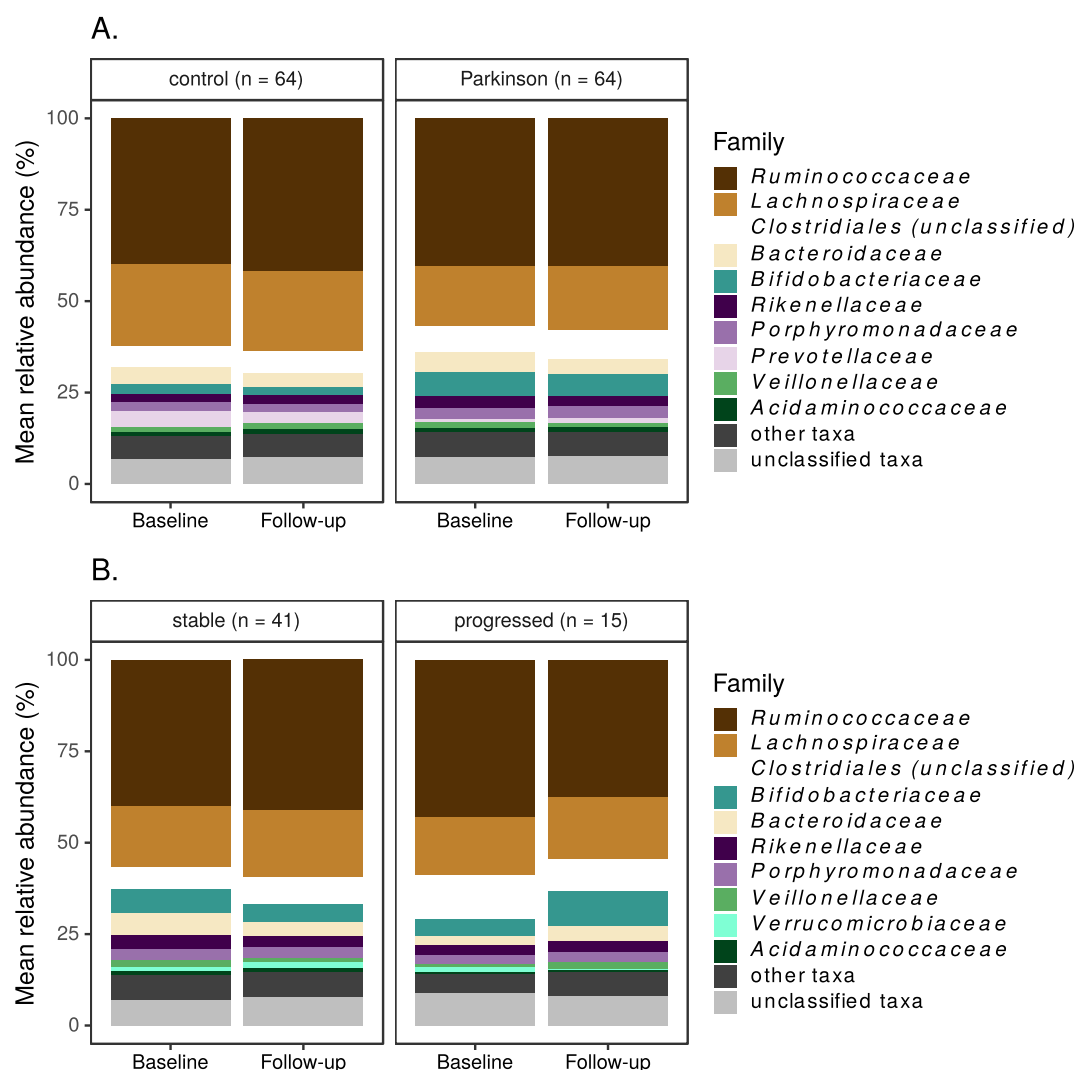 A.
control (n = 64)
Parkinson (n = 64)
Mean relative abundance (%)
100
75
50
25
0
Baseline
Follow-up
Baseline
Follow-up
Family
Ruminococcaceae
Lachnospiraceae
Clostridiales (unclassified)
Bacteroidaceae
Bifidobacteriaceae
Rikenellaceae
Porphyromonadaceae
Prevotellaceae
Veillonellaceae
Acidaminococcaceae
other taxa
unclassified taxa
B.
stable (n = 41)
progressed (n = 15)
Mean relative abundance (%)
100
75
50
25
0
Baseline
Follow-up
Baseline
Follow-up
Family
Ruminococcaceae
Lachnospiraceae
Clostridiales (unclassified)
Bifidobacteriaceae
Bacteroidaceae
Rikenellaceae
Porphyromonadaceae
Veillonellaceae
Verrucomicrobiaceae
Acidaminococcaceae
other taxa
unclassified taxa